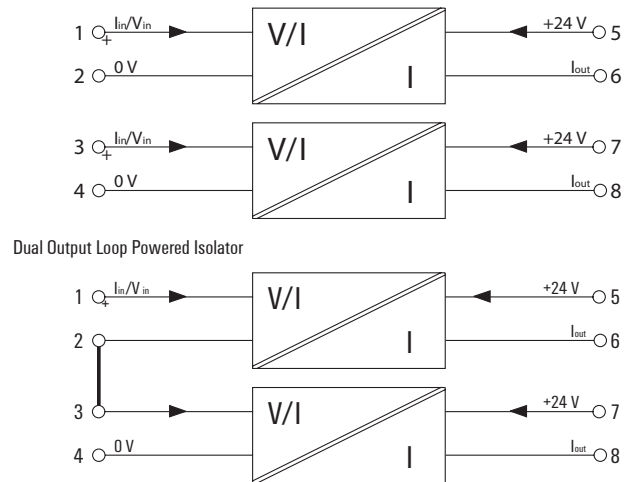 1 + Iin/Vin V/I +24 V 5
2 0 V I Iout 6
3 + Iin/Vin V/I +24 V 7
4 0 V I Iout 8
Dual Output Loop Powered Isolator
1 + Iin/V in V/I +24 V 5
2 I Iout 6
3 V/I +24 V 7
4 0 V I Iout 8